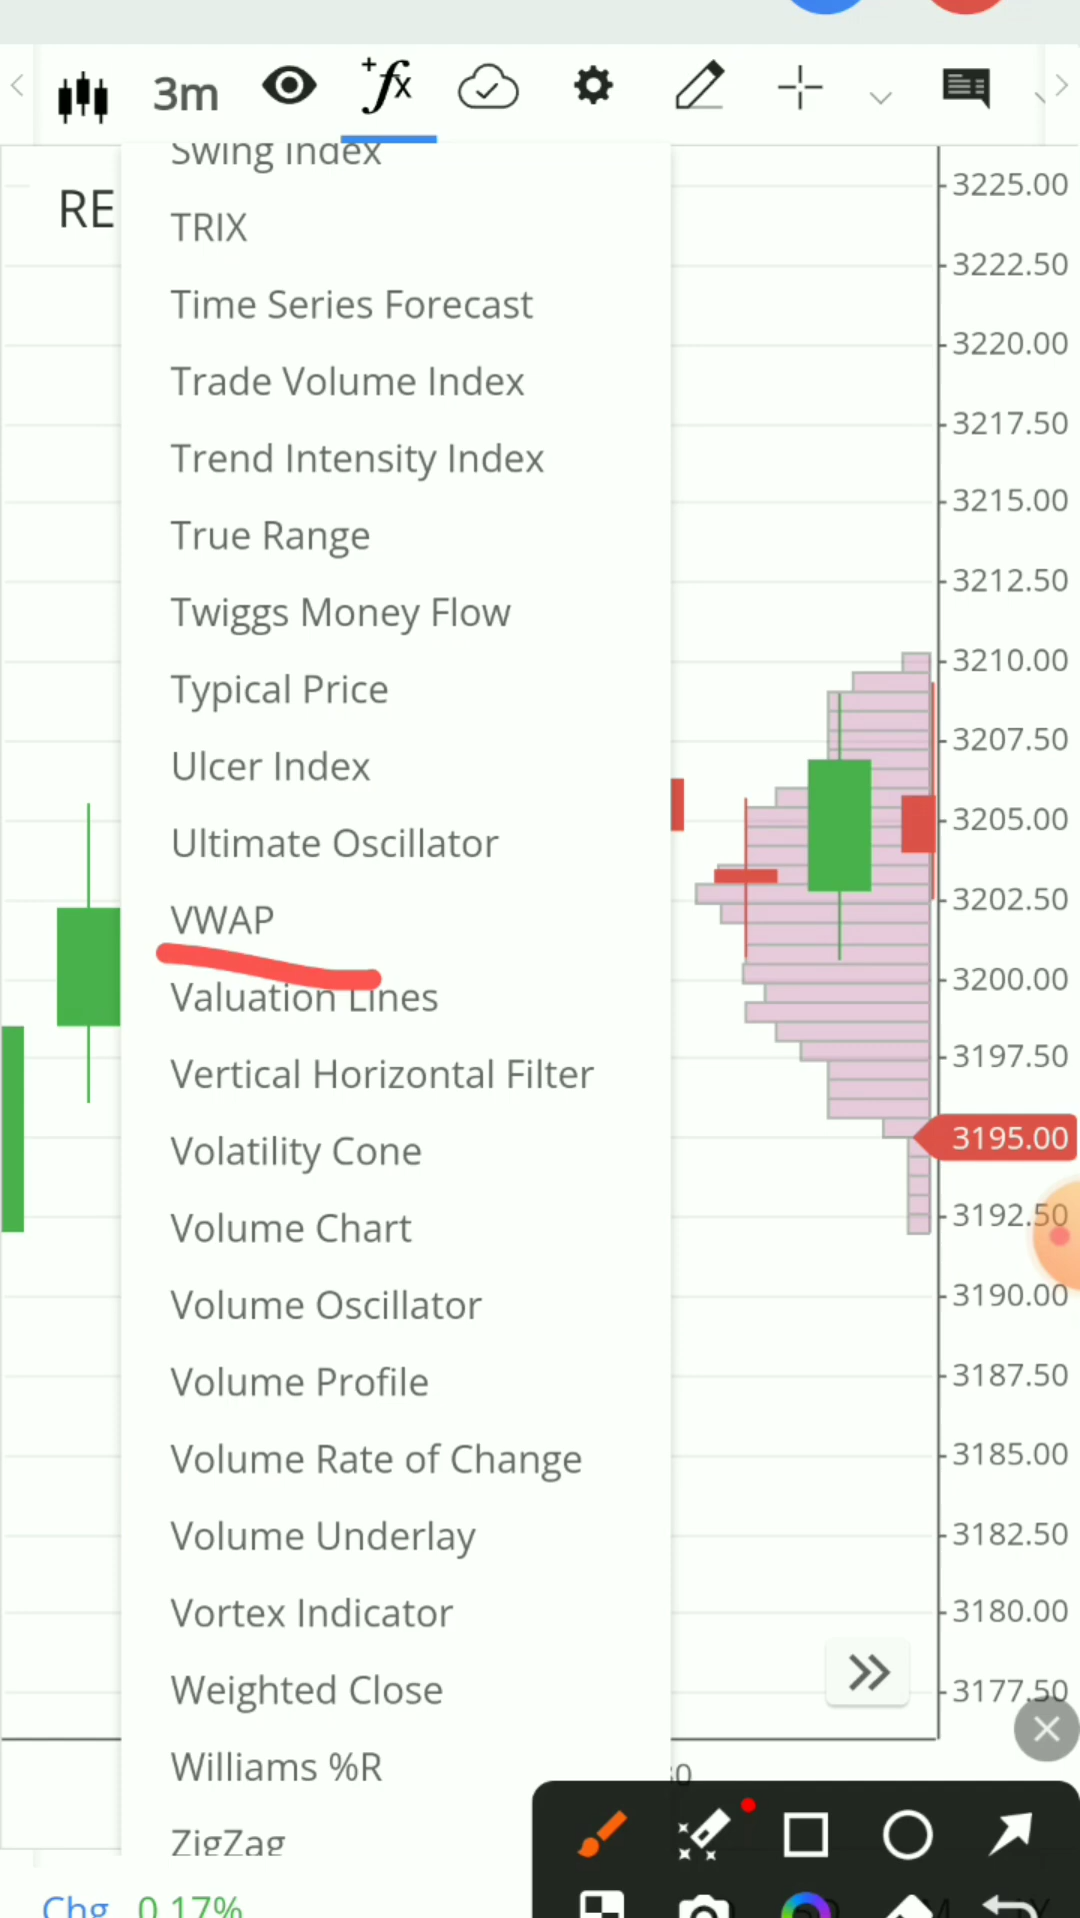 3m
Swing Index
RE
TRIX
Time Series Forecast
Trade Volume Index
Trend Intensity Index
True Range
Twiggs Money Flow
Typical Price
Ulcer Index
Ultimate Oscillator
VWAP
Valuation Lines
Vertical Horizontal Filter
Volatility Cone
Volume Chart
Volume Oscillator
Volume Profile
Volume Rate of Change
Volume Underlay
Vortex Indicator
Weighted Close
Williams %R
ZigZag
3225.00
3222.50
3220.00
3217.50
3215.00
3212.50
3210.00
3207.50
3205.00
3202.50
3200.00
3197.50
3195.00
3192.50
3190.00
3187.50
3185.00
3182.50
3180.00
3177.50
Chg 0.17%